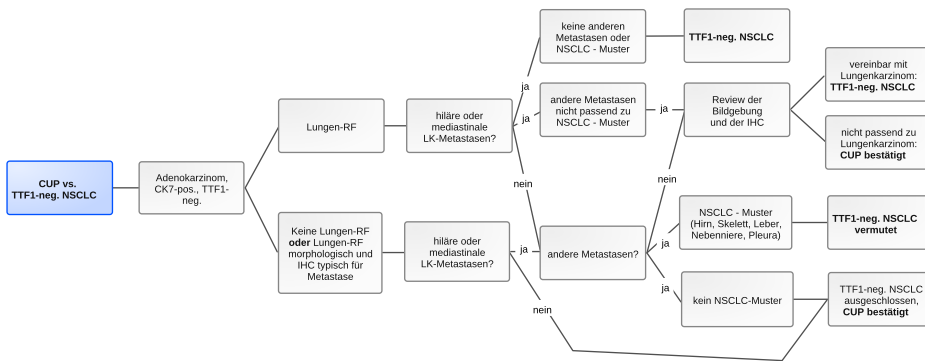 CUP vs.
TTF1-neg. NSCLC
Adenokarzinom,
CK7-pos., TTF1-
neg.
Lungen-RF
hiläre oder
mediastinale
LK-Metastasen?
ja
ja
nein
keine anderen
Metastasen oder
NSCLC - Muster
TTF1-neg. NSCLC
andere Metastasen
nicht passend zu
NSCLC - Muster
ja
Review der
Bildgebung
und der IHC
vereinbar mit
Lungenkarzinom:
TTF1-neg. NSCLC
nicht passend zu
Lungenkarzinom:
CUP bestätigt
Keine Lungen-RF
oder Lungen-RF
morphologisch und
IHC typisch für
Metastase
hiläre oder
mediastinale
LK-Metastasen?
ja
nein
andere Metastasen?
nein
ja
ja
NSCLC - Muster
(Hirn, Skelett, Leber,
Nebenniere, Pleura)
TTF1-neg. NSCLC
vermutet
kein NSCLC-Muster
TTF1-neg. NSCLC
ausgeschlossen,
CUP bestätigt